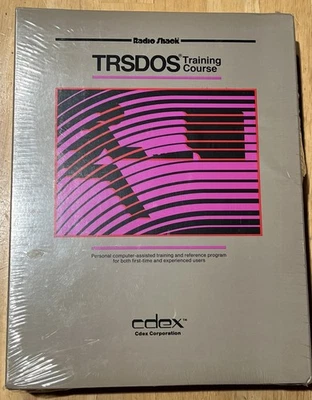 Radio Shack
TRSDOS® Training
Course
Personal computer-assisted training and reference program
for both first-time and experienced users
cdex™
Cdex Corporation